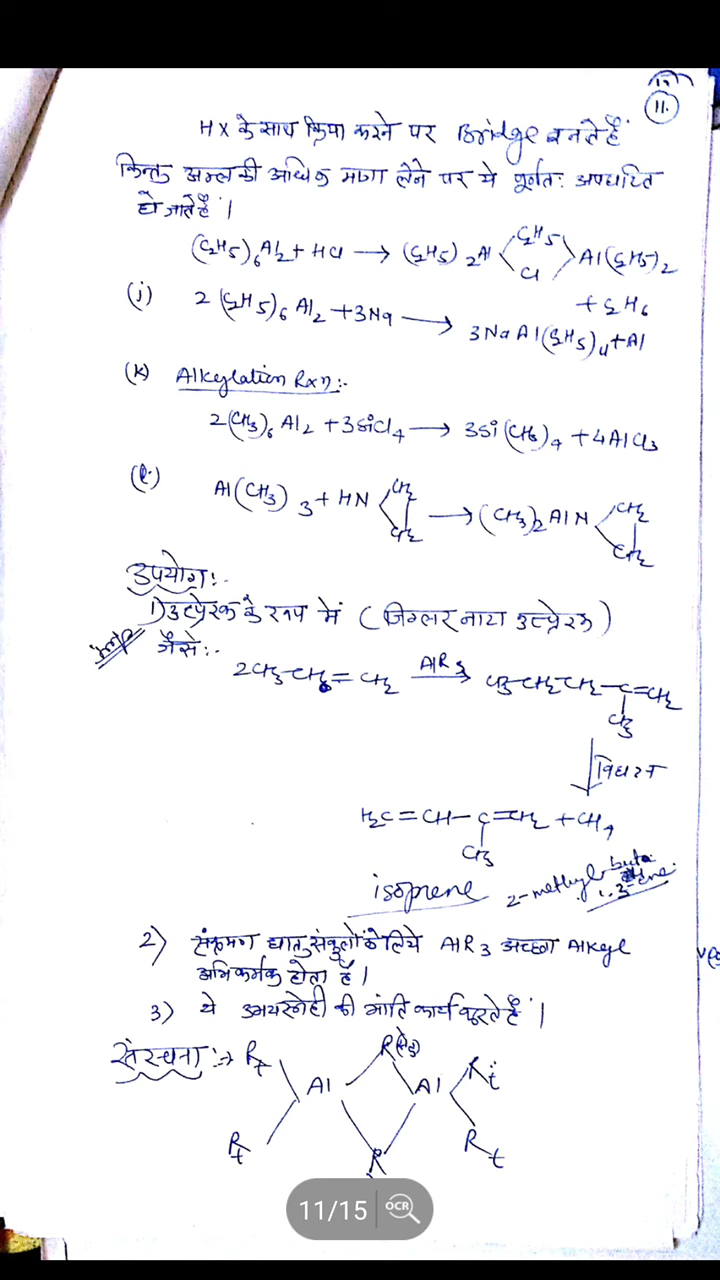 11.
HX के साथ क्रिया करने पर Bridge बनते हैं
किन्तु अम्ल की अधिक मात्रा लेने पर ये पूर्णतः अपघटित
हो जाते हैं ।
(C2H5)6Al2 + HCl → (C2H5)2Al <C2H5 Cl> Al(C2H5)2
+ C2H6
(j) 2(C2H5)6Al2 + 3Na → 3NaAl(C2H5)4 + Al
(k) Alkylation Rxn:-
2(CH3)6Al2 + 3SiCl4 → 3Si(CH3)4 + 4AlCl3
(l) Al(CH3)3 + HN <CH2 CH2 → (CH3)2AlN <CH2 CH2
उपयोग:-
1) उत्प्रेरक के रूप में (जिग्लर नाटा उत्प्रेरक)
Imp जैसे:-
2CH3-CH=CH2 AlR3 → CH3-CH2CH2-C=CH2
CH3
↓ विघटन
H2C=CH-C=CH2 + CH4
CH3
isoprene 2-methyl buta
1,3-ene.
2) संक्रमण धातु संकुलों के लिये AlR3 अच्छा Alkyl
अभिकर्मक होता है ।
3) ये उभयस्नेही की भांति कार्य करते हैं ।
संरचना :→ Rt R Rt
Al Al
Rt R Rt
11/15 OCR